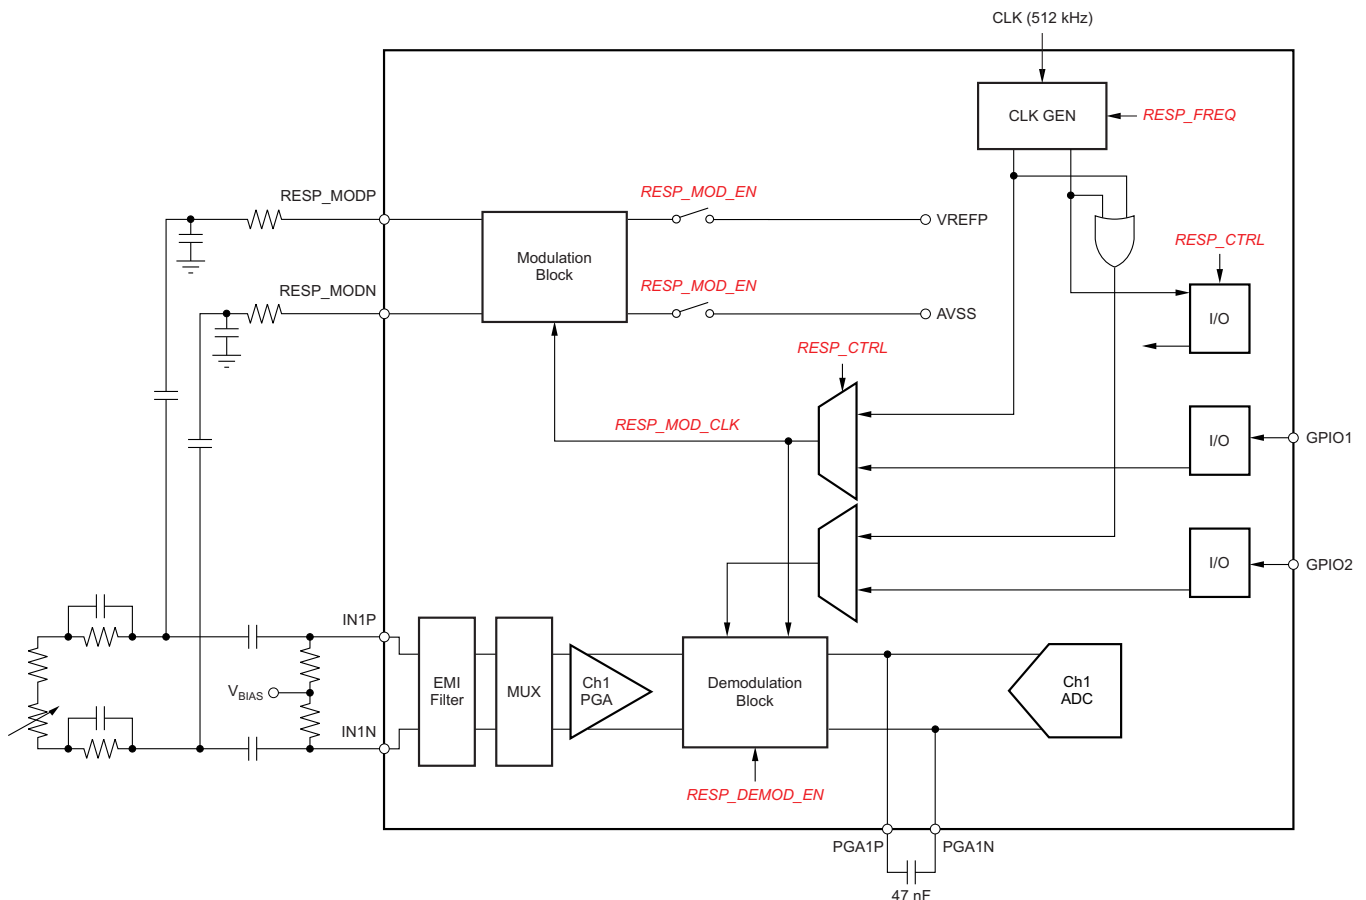 CLK (512 kHz)
CLK GEN
RESP_FREQ
RESP_MODP
RESP_MOD_EN
VREFP
Modulation
Block
RESP_CTRL
RESP_MODN
RESP_MOD_EN
AVSS
I/O
RESP_CTRL
RESP_MOD_CLK
I/O
GPIO1
I/O
GPIO2
IN1P
EMI
Filter
MUX
Ch1
PGA
Demodulation
Block
Ch1
ADC
VBIAS
IN1N
RESP_DEMOD_EN
PGA1P
PGA1N
47 nF